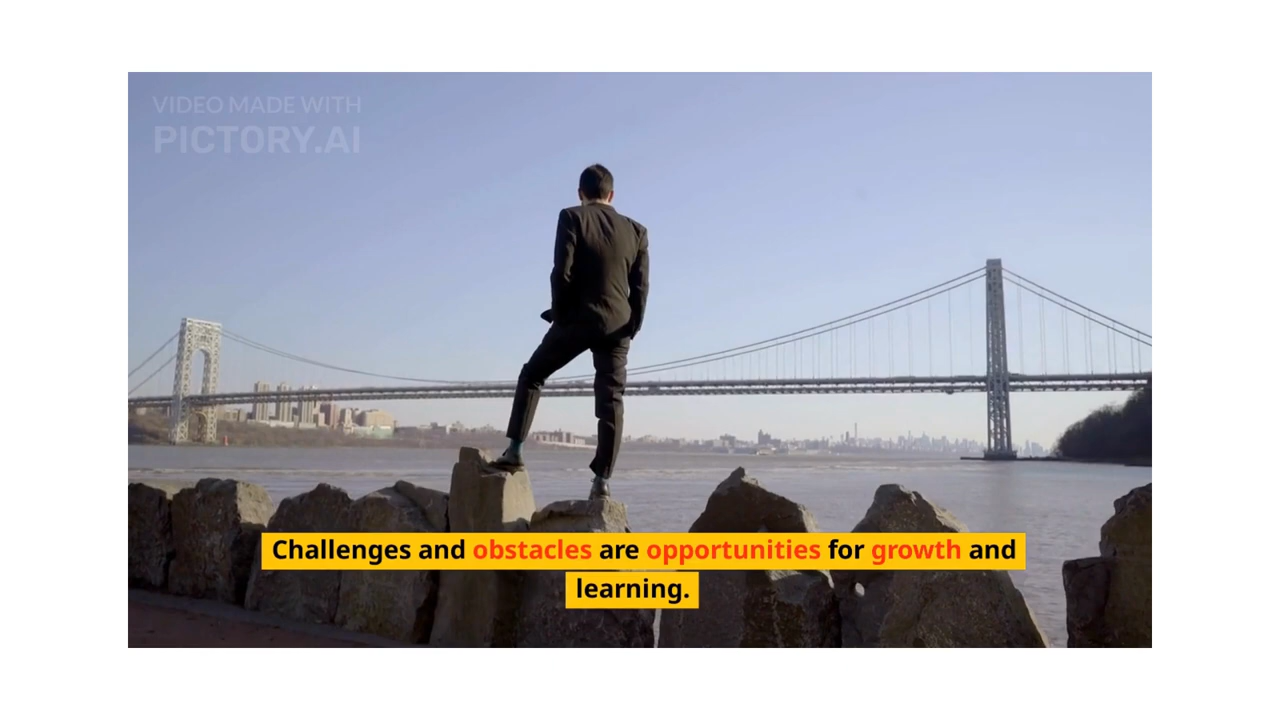 VIDEO MADE WITH
PICTORY.AI
Challenges and obstacles are opportunities for growth and
learning.